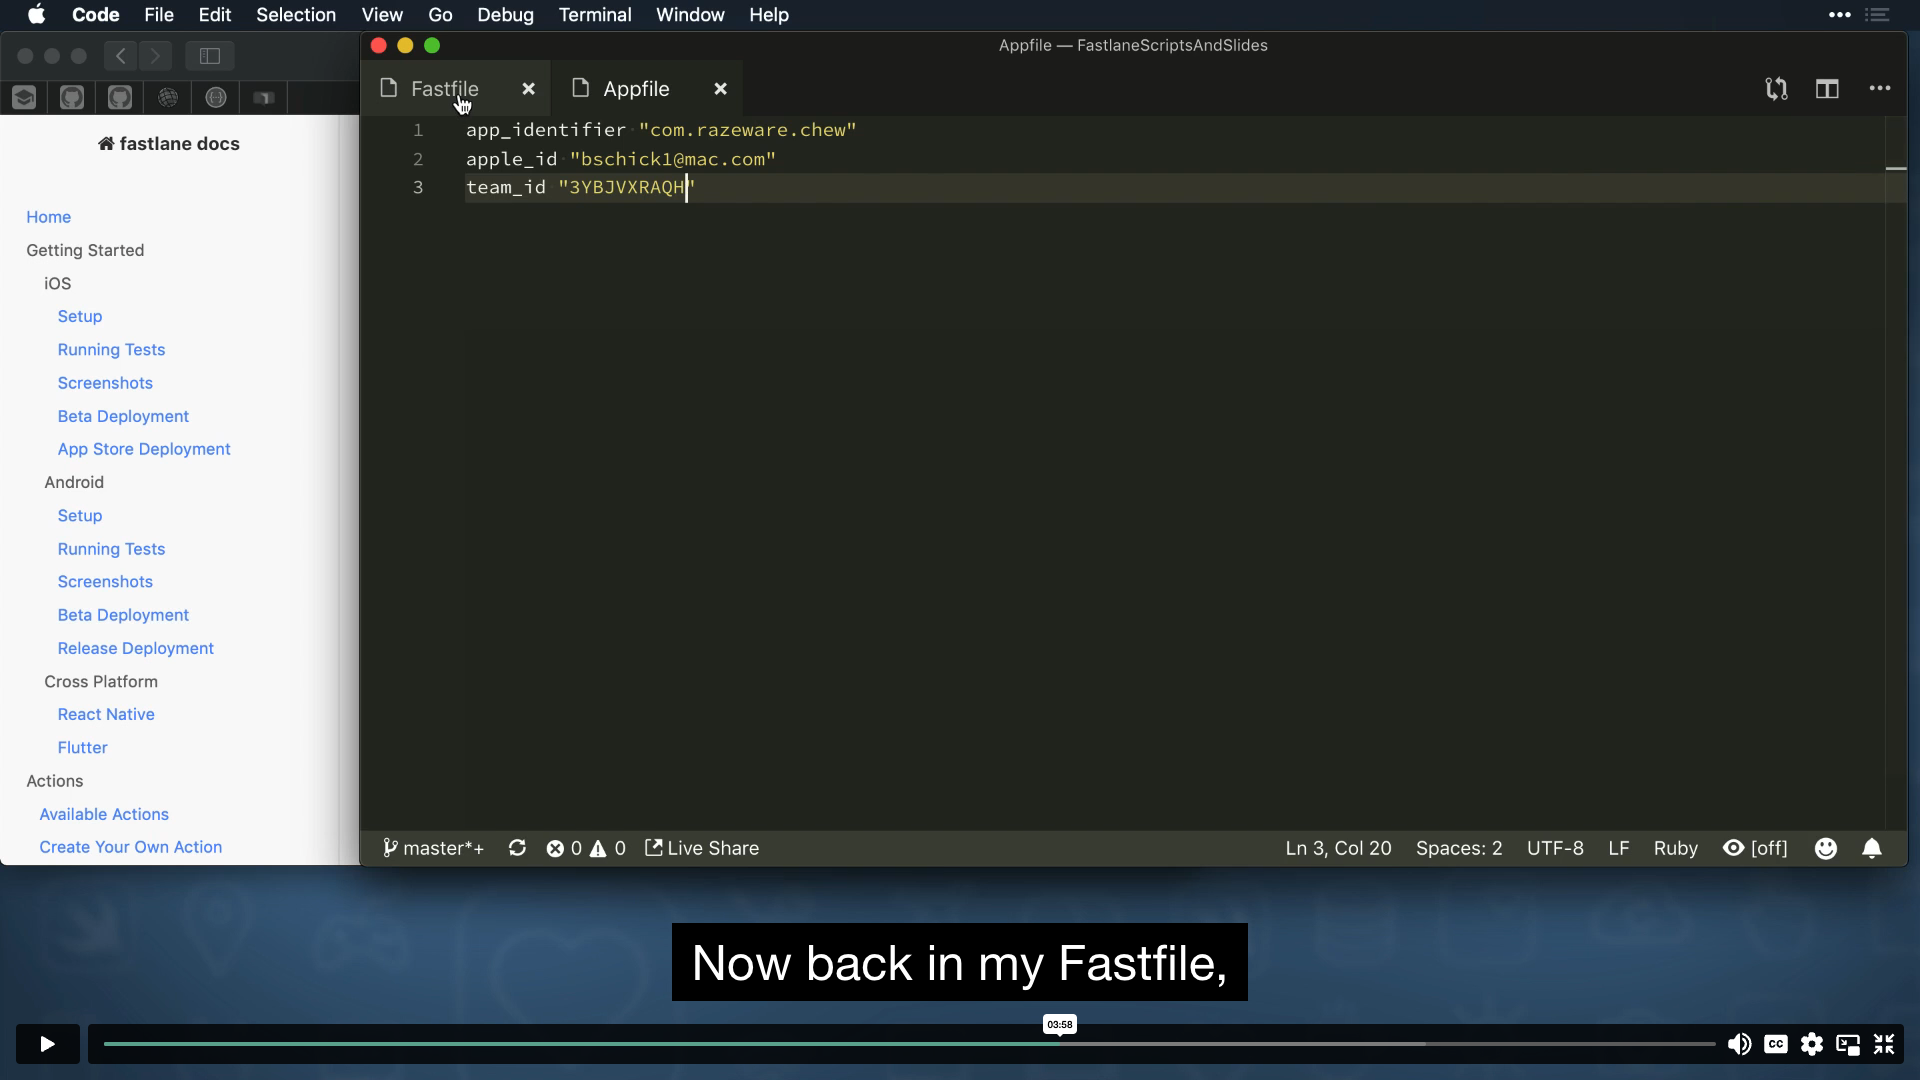 Code File Edit Selection View Go Debug Terminal Window Help
Appfile — FastlaneScriptsAndSlides
Fastfile
Appfile
fastlane docs
Home
Getting Started
iOS
Setup
Running Tests
Screenshots
Beta Deployment
App Store Deployment
Android
Setup
Running Tests
Screenshots
Beta Deployment
Release Deployment
Cross Platform
React Native
Flutter
Actions
Available Actions
Create Your Own Action
1 app_identifier "com.razeware.chew"
2 apple_id "bschick1@mac.com"
3 team_id "3YBJVXRAQH"
master*+ 0 0 Live Share Ln 3, Col 20 Spaces: 2 UTF-8 LF Ruby [off]
Now back in my Fastfile,
03:58
CC